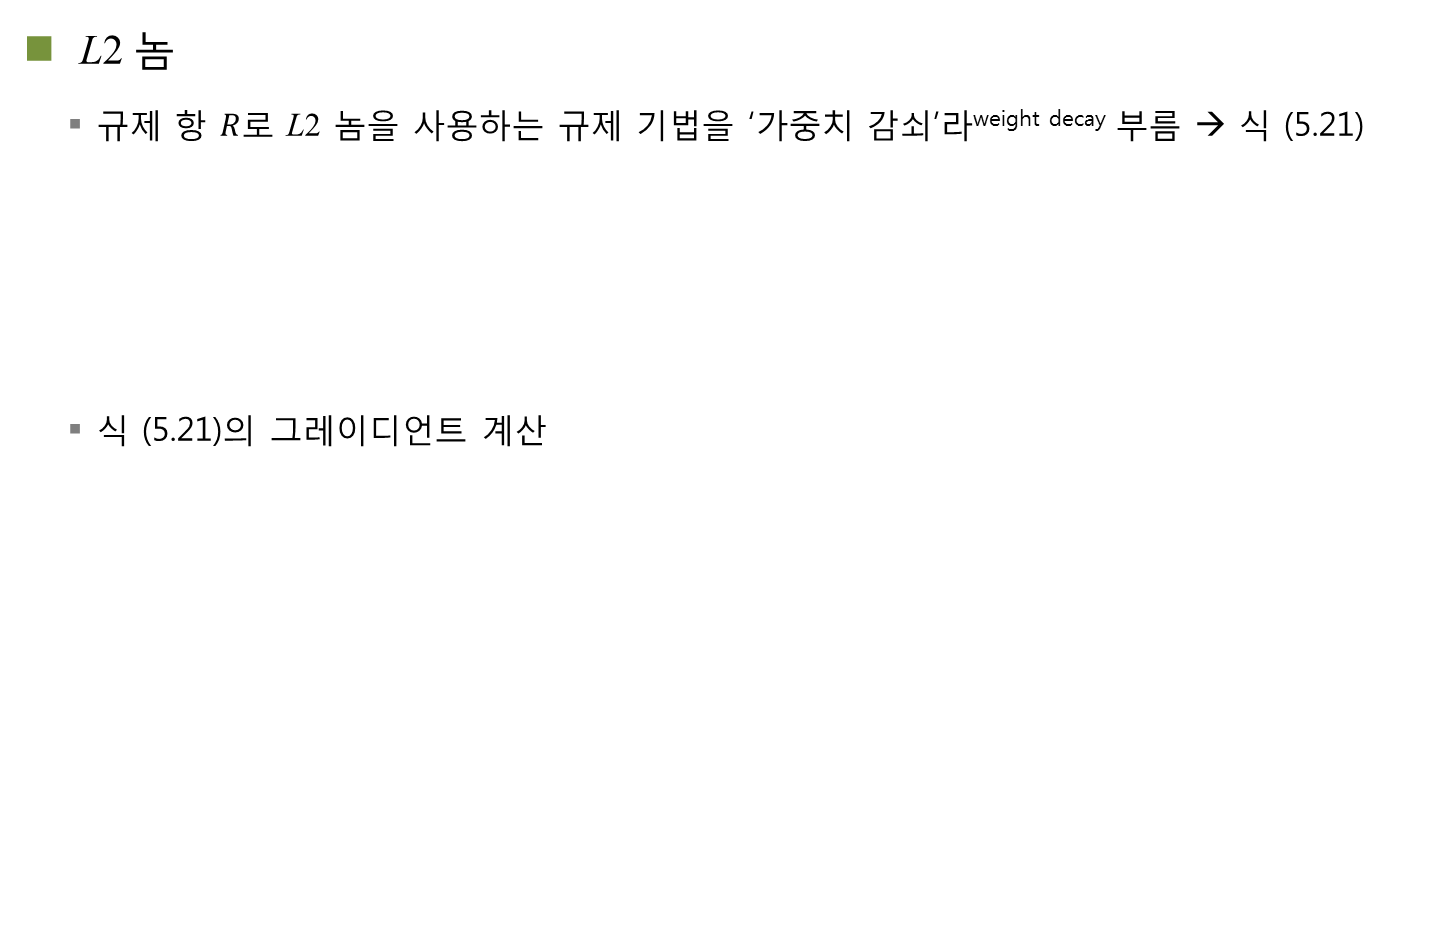 L2 놈
규제 항 R로 L2 놈을 사용하는 규제 기법을 ‘가중치 감쇠’라weight decay 부름 → 식 (5.21)
식 (5.21)의 그레이디언트 계산